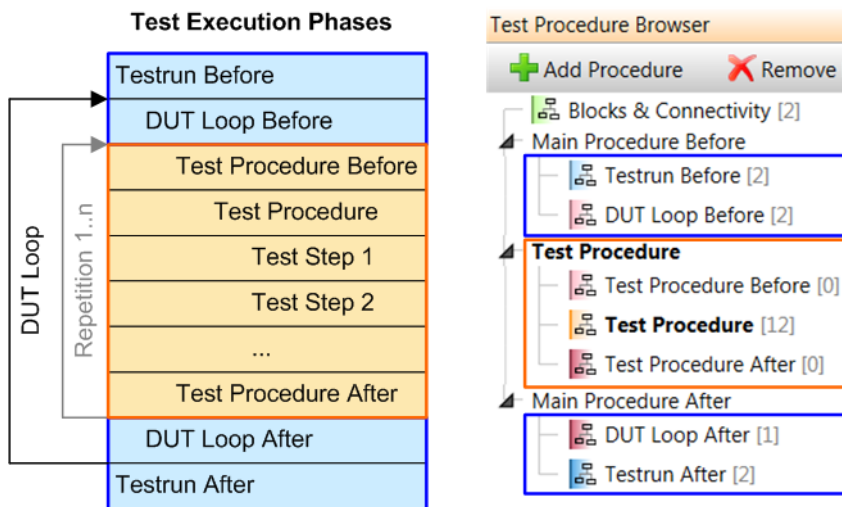 Test Execution Phases
Testrun Before
DUT Loop Before
Test Procedure Before
Test Procedure
Test Step 1
Test Step 2
...
Test Procedure After
DUT Loop After
Testrun After
DUT Loop
Repetition 1..n
Test Procedure Browser
Add Procedure
Remove
Blocks & Connectivity [2]
Main Procedure Before
Testrun Before [2]
DUT Loop Before [2]
Test Procedure
Test Procedure Before [0]
Test Procedure [12]
Test Procedure After [0]
Main Procedure After
DUT Loop After [1]
Testrun After [2]